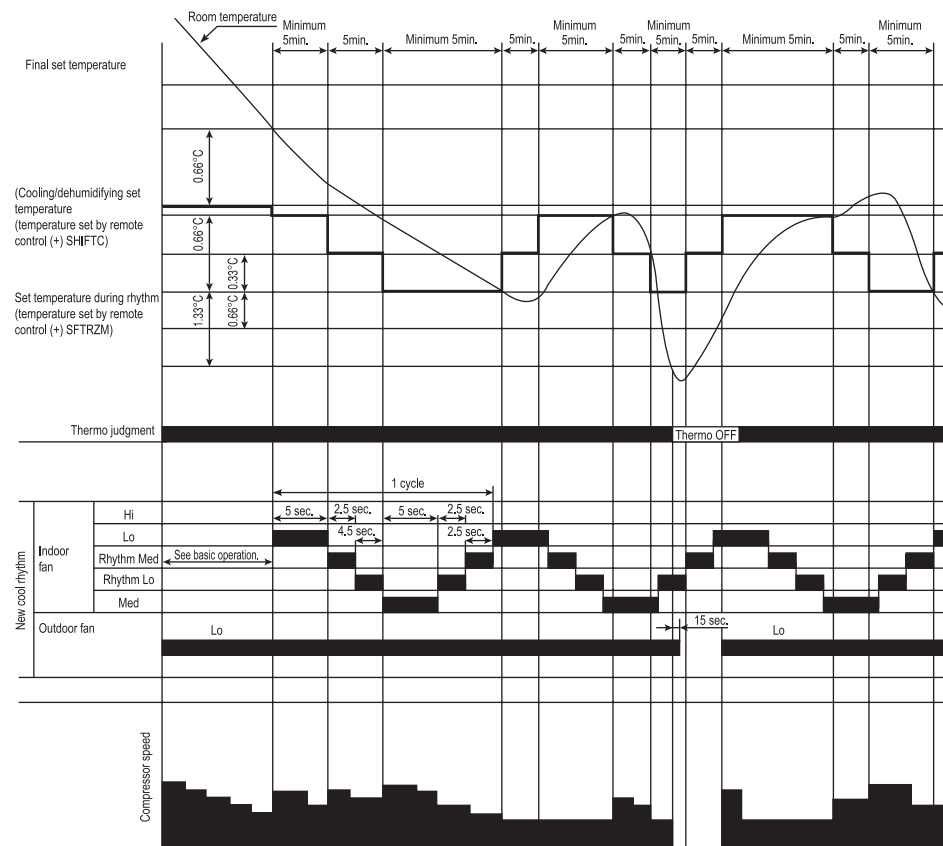 Room temperature
Minimum
5min.
5min.
Minimum 5min.
5min.
Minimum
5min.
5min.
Minimum
5min.
5min.
Minimum 5min.
5min.
Minimum
5min.
Final set temperature
0.66°C
(Cooling/dehumidifying set
temperature
(temperature set by remote
control (+) SHIFTC)
0.66°C
0.33°C
Set temperature during rhythm
(temperature set by remote
control (+) SFTRZM)
1.33°C
0.66°C
Thermo judgment
Thermo OFF
1 cycle
New cool rhythm
Indoor
fan
Hi
5 sec.
2.5 sec.
5 sec.
2.5 sec.
Lo
4.5 sec.
2.5 sec.
Rhythm Med
See basic operation.
Rhythm Lo
Med
Outdoor fan
Lo
15 sec.
Lo
Compressor speed